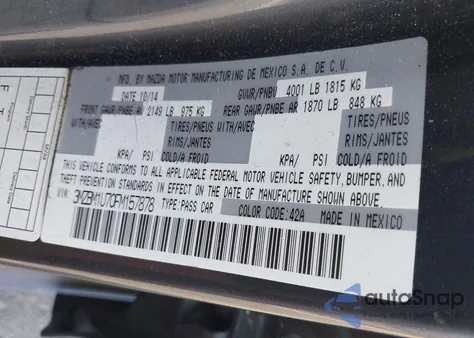 MFD. BY MAZDA MOTOR MANUFACTURING DE MEXICO S.A. DE C.V.
DATE 10/14 GVWR/PNBV 4001 LB 1815 KG
FRONT GAWR/PNBE AV 2149 LB 975 KG REAR GAWR/PNBE AR 1870 LB 848 KG
WITH/AVEC TIRES/PNEUS WITH/AVEC TIRES/PNEUS
RIMS/JANTES RIMS/JANTES
KPA/ PSI COLD/A FROID KPA/ PSI COLD/A FROID
THIS VEHICLE CONFORMS TO ALL APPLICABLE FEDERAL MOTOR VEHICLE SAFETY, BUMPER, AND
THEFT PREVENTION STANDARDS IN EFFECT ON THE DATE OF MANUFACTURE SHOWN ABOVE.
VIN: 3MZBM1U70FM157878 TYPE: PASS CAR
COLOR CODE: 42A MADE IN MEXICO
autoSnap